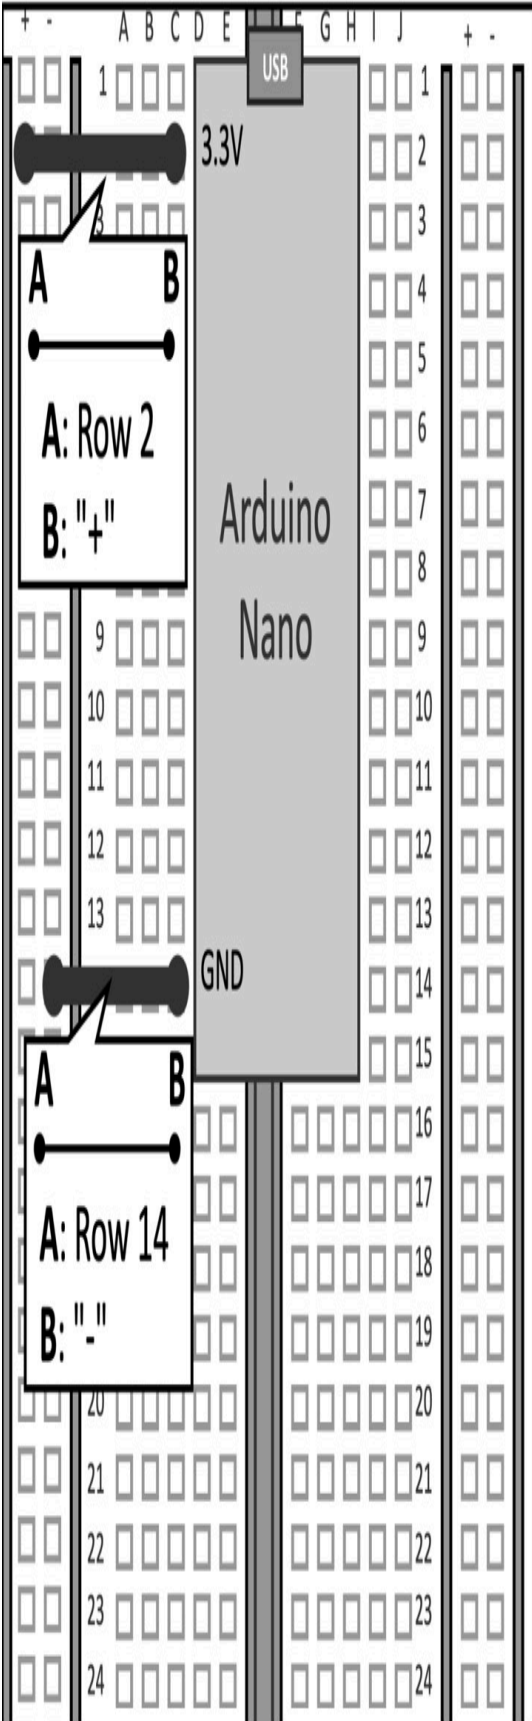 + - A B C D E F G H I J + -
USB
1 1
3.3V 2
3 3
A B 4
5
A: Row 2 6
B: "+" 7
Arduino
8
Nano
9 9
10 10
11 11
12 12
13 13
GND 14
15
A B 16
17
A: Row 14 18
B: "-" 19
20 20
21 21
22 22
23 23
24 24